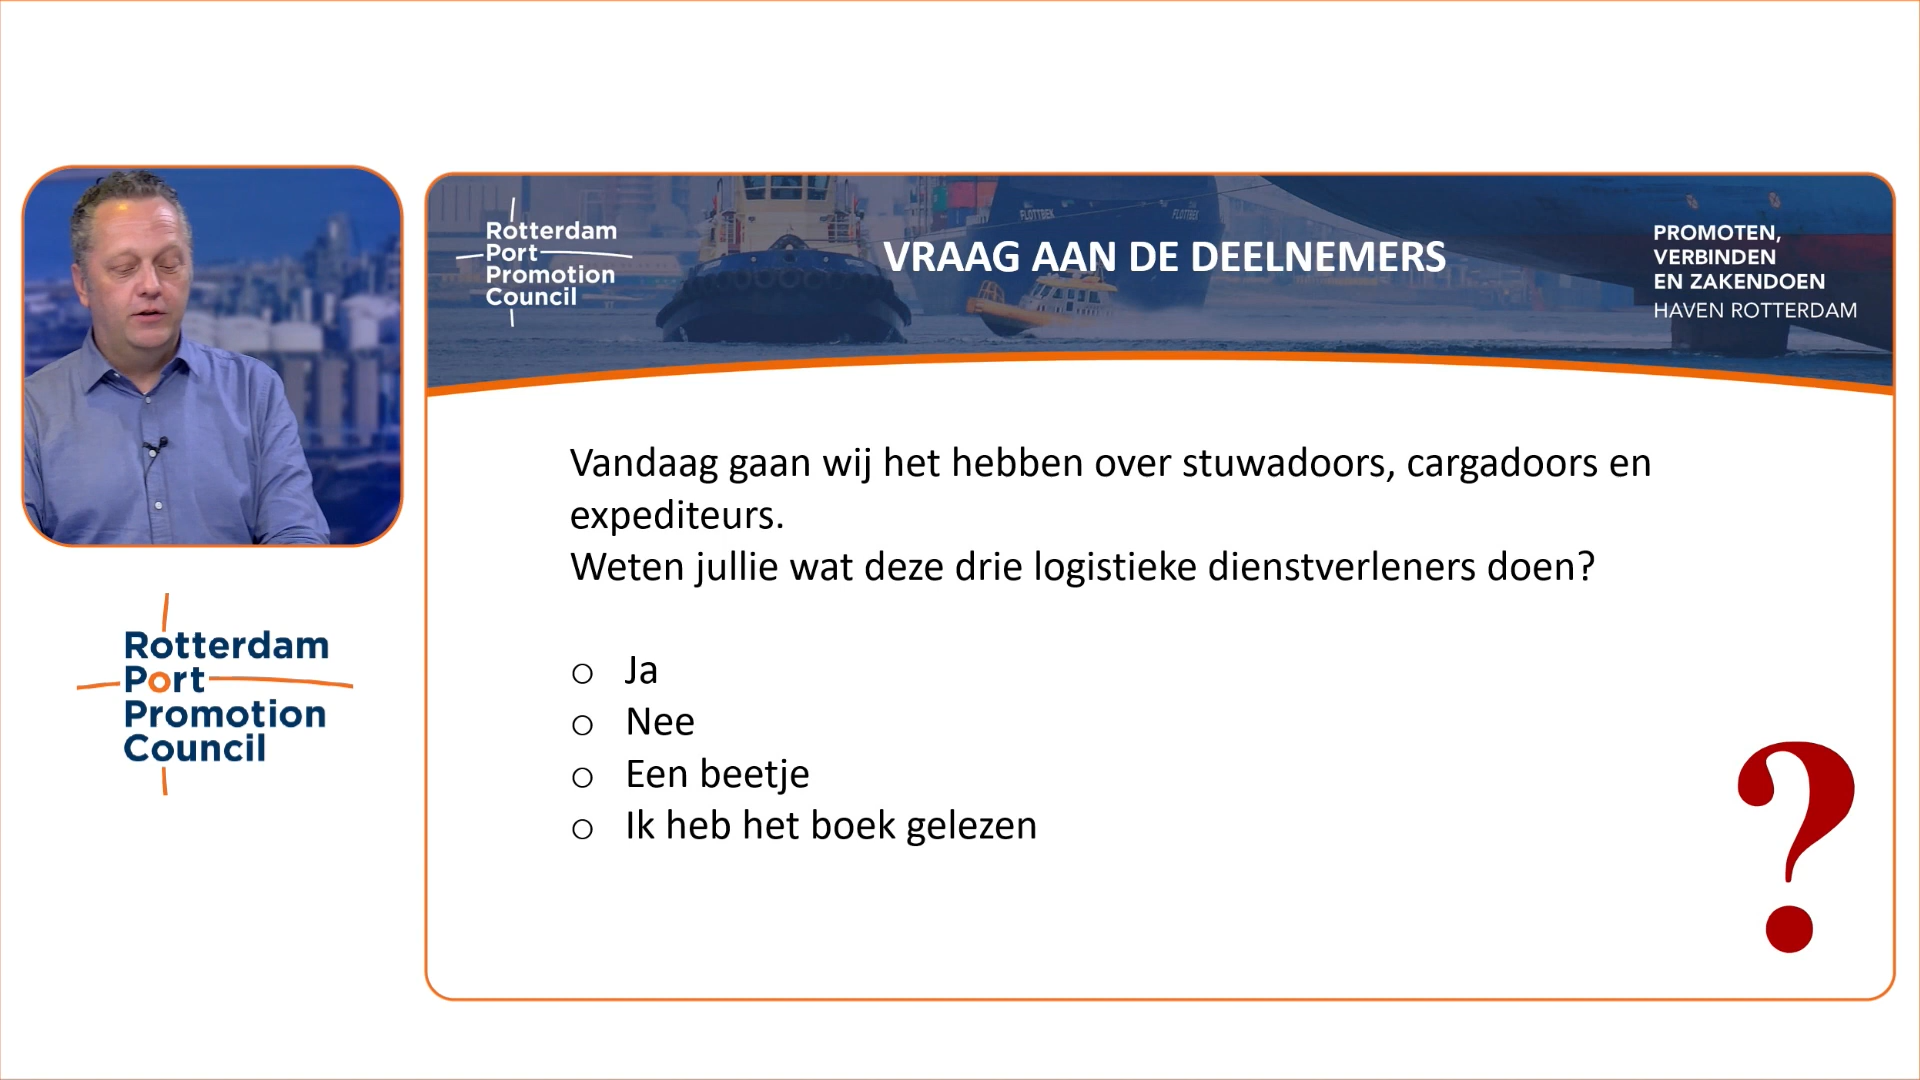 Rotterdam
Port
Promotion
Council
VRAAG AAN DE DEELNEMERS
PROMOTEN,
VERBINDEN
EN ZAKENDOEN
HAVEN ROTTERDAM
FLOTTBEK
FLOTTBEK
Vandaag gaan wij het hebben over stuwadoors, cargadoors en
expediteurs.
Weten jullie wat deze drie logistieke dienstverleners doen?
o Ja
o Nee
o Een beetje
o Ik heb het boek gelezen
?
Rotterdam
Port
Promotion
Council